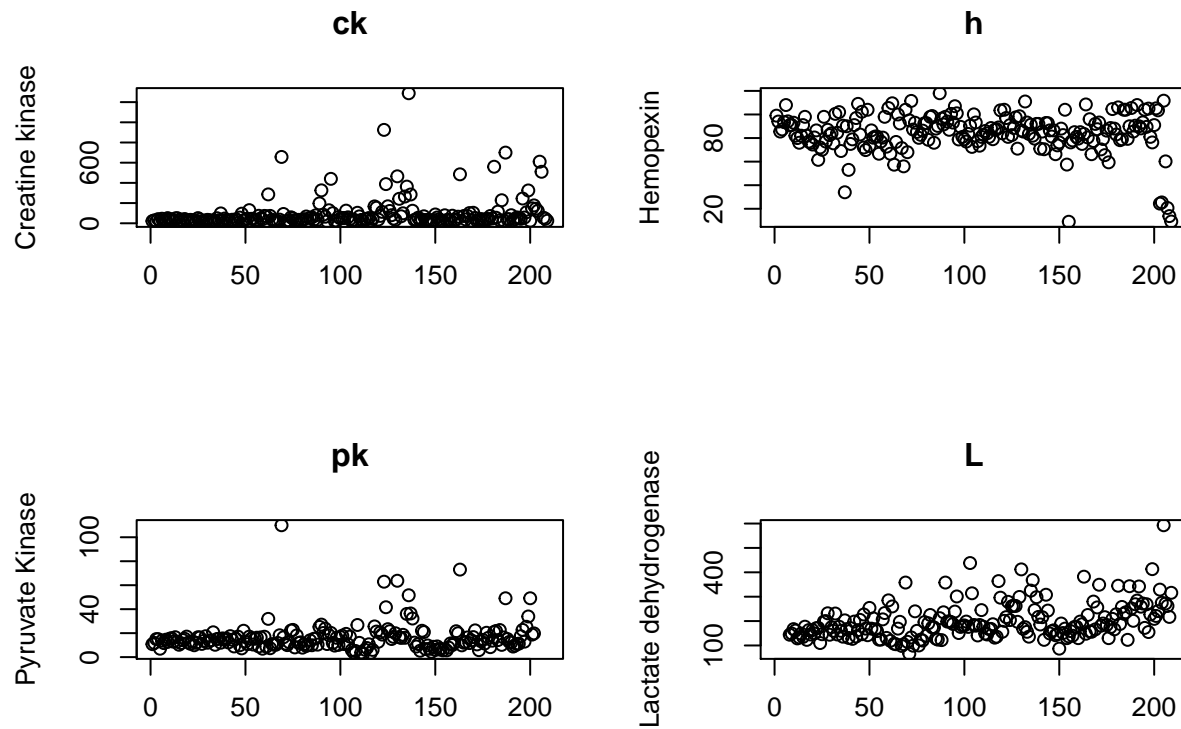 ck
Creatine kinase
0 600
0 50 100 150 200
h
Hemopexin
20 80
0 50 100 150 200
pk
Pyruvate Kinase
0 40 100
0 50 100 150 200
L
Lactate dehydrogenase
100 400
0 50 100 150 200